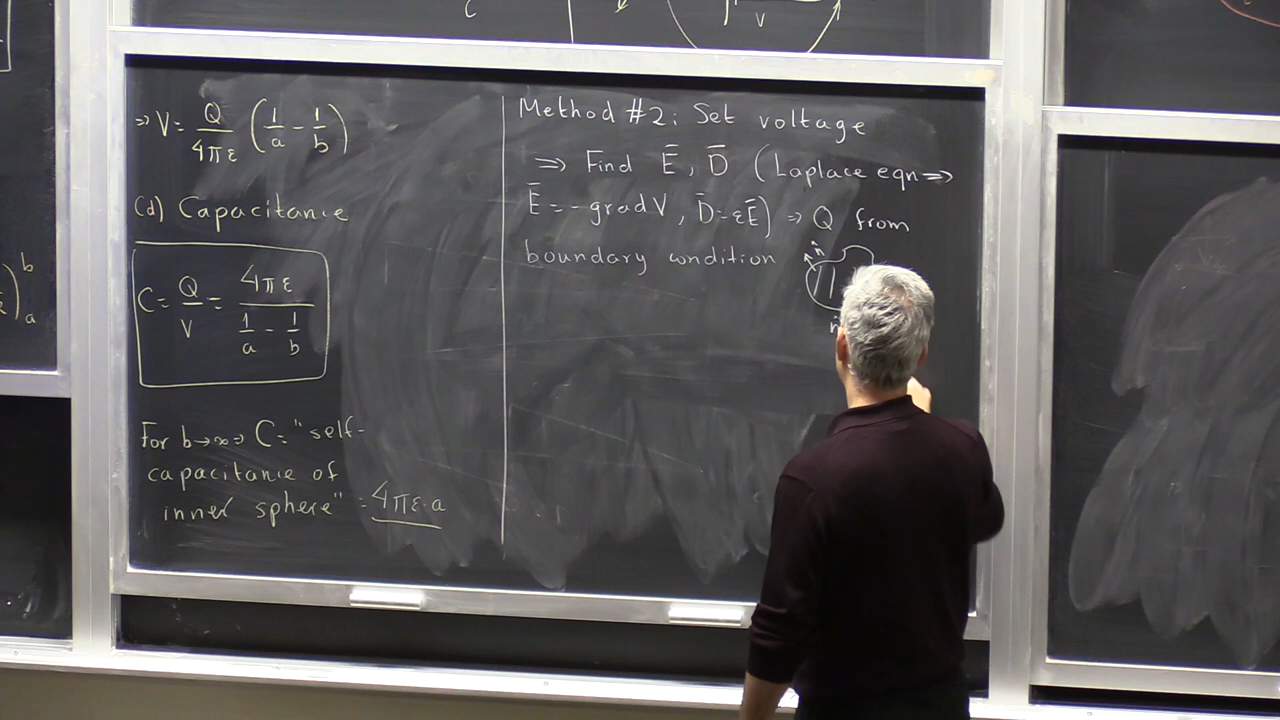 C
V
b
a
⇒ V = Q/4πε (1/a - 1/b)
(d) Capacitance
C = Q/V = 4πε / (1/a - 1/b)
For b→∞ ⇒ C = "self-
capacitance of
inner sphere" = 4πε·a
Method #2: Set voltage
⇒ Find Ē, D̄ (Laplace eqn ⇒
Ē = - grad V, D̄ = εĒ) ⇒ Q from
boundary condition
n̂
n̂